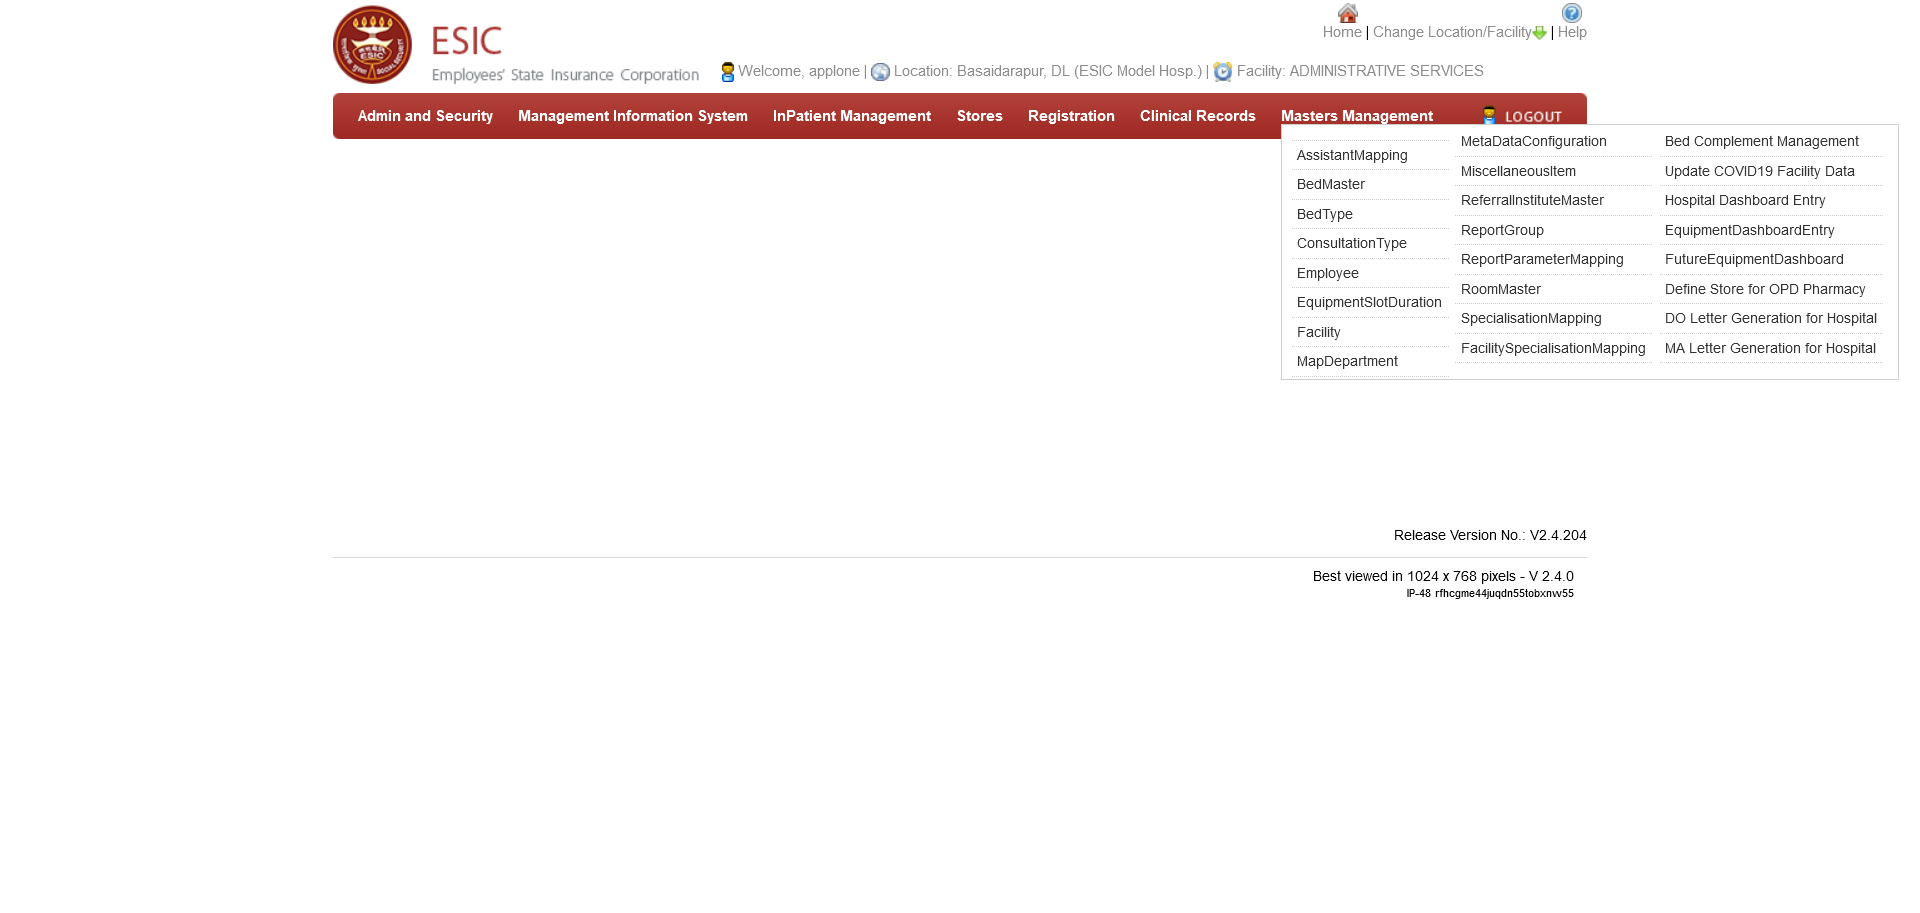 Home | Change Location/Facility | Help
ESIC
Employees' State Insurance Corporation
Welcome, applone | Location: Basaidarapur, DL (ESIC Model Hosp.) | Facility: ADMINISTRATIVE SERVICES
Admin and Security Management Information System InPatient Management Stores Registration Clinical Records Masters Management LOGOUT
AssistantMapping
BedMaster
BedType
ConsultationType
Employee
EquipmentSlotDuration
Facility
MapDepartment
MetaDataConfiguration
MiscellaneousItem
ReferralInstituteMaster
ReportGroup
ReportParameterMapping
RoomMaster
SpecialisationMapping
FacilitySpecialisationMapping
Bed Complement Management
Update COVID19 Facility Data
Hospital Dashboard Entry
EquipmentDashboardEntry
FutureEquipmentDashboard
Define Store for OPD Pharmacy
DO Letter Generation for Hospital
MA Letter Generation for Hospital
Release Version No.: V2.4.204
Best viewed in 1024 x 768 pixels - V 2.4.0
IP-48 rfhcgme44juqdn55tobxnw55